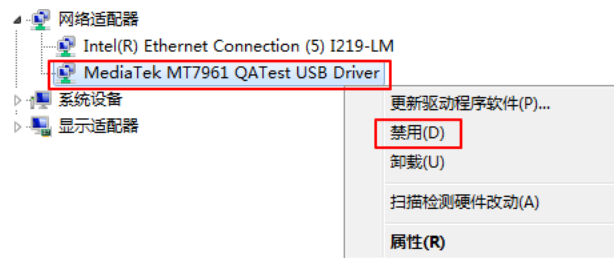 网络适配器
Intel(R) Ethernet Connection (5) I219-LM
MediaTek MT7961 QATest USB Driver
系统设备
显示适配器
更新驱动程序软件(P)...
禁用(D)
卸载(U)
扫描检测硬件改动(A)
属性(R)